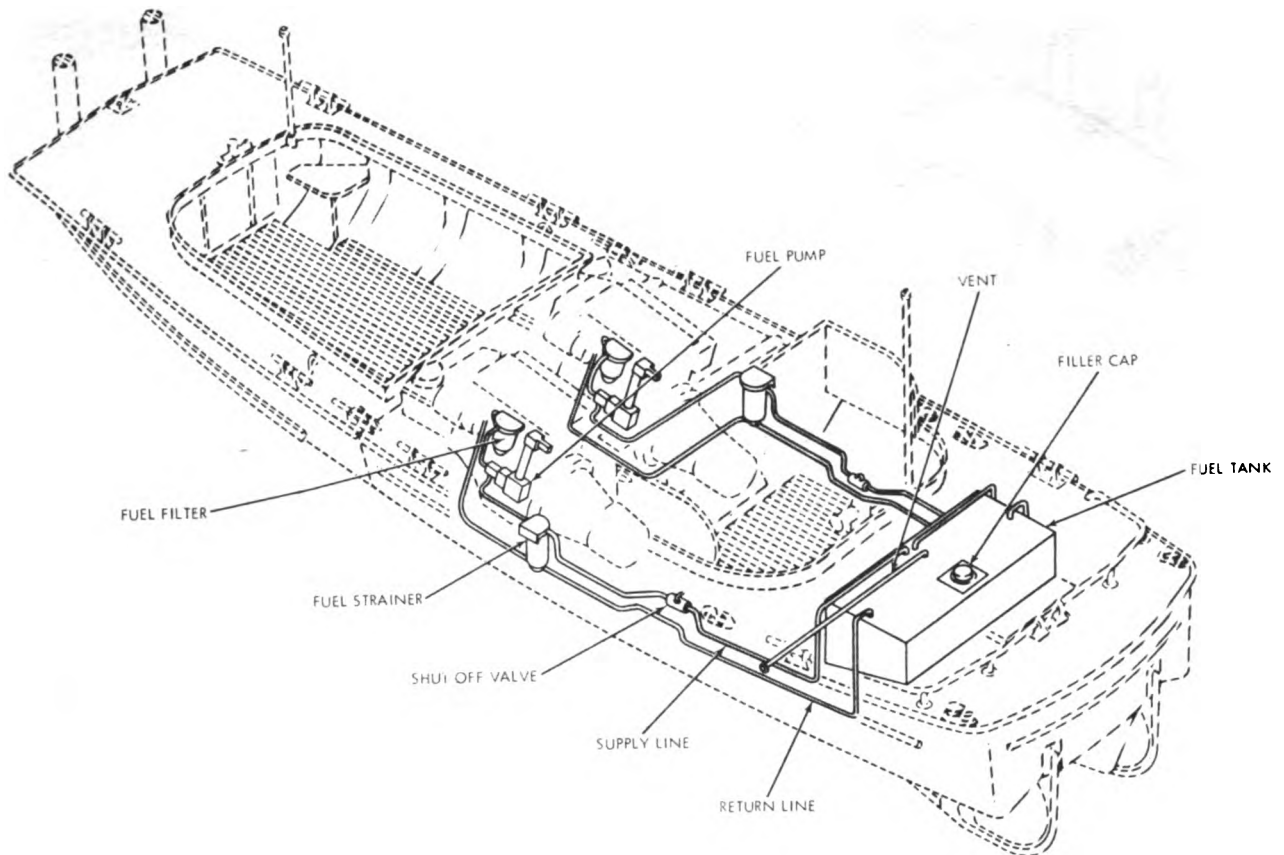 FUEL PUMP
VENT
FILLER CAP
FUEL TANK
FUEL FILTER
FUEL STRAINER
SHUT OFF VALVE
SUPPLY LINE
RETURN LINE